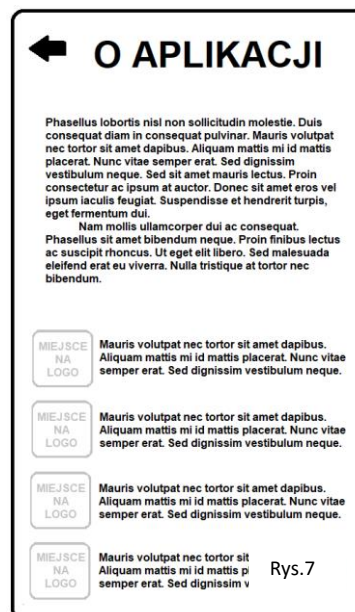 O APLIKACJI
Phasellus lobortis nisl non sollicitudin molestie. Duis
consequat diam in consequat pulvinar. Mauris volutpat
nec tortor sit amet dapibus. Aliquam mattis mi id mattis
placerat. Nunc vitae semper erat. Sed dignissim
vestibulum neque. Sed sit amet mauris lectus. Proin
consectetur ac ipsum at auctor. Donec sit amet eros vel
ipsum iaculis feugiat. Suspendisse et hendrerit turpis,
eget fermentum dui.
Nam mollis ullamcorper dui ac consequat.
Phasellus sit amet bibendum neque. Proin finibus lectus
ac suscipit rhoncus. Ut eget elit libero. Sed malesuada
eleifend erat eu viverra. Nulla tristique at tortor nec
bibendum.
MIEJSCE
NA
LOGO
Mauris volutpat nec tortor sit amet dapibus.
Aliquam mattis mi id mattis placerat. Nunc vitae
semper erat. Sed dignissim vestibulum neque.
MIEJSCE
NA
LOGO
Mauris volutpat nec tortor sit amet dapibus.
Aliquam mattis mi id mattis placerat. Nunc vitae
semper erat. Sed dignissim vestibulum neque.
MIEJSCE
NA
LOGO
Mauris volutpat nec tortor sit amet dapibus.
Aliquam mattis mi id mattis placerat. Nunc vitae
semper erat. Sed dignissim vestibulum neque.
MIEJSCE
NA
LOGO
Mauris volutpat nec tortor sit
Aliquam mattis mi id mattis
semper erat. Sed dignissim
Rys.7